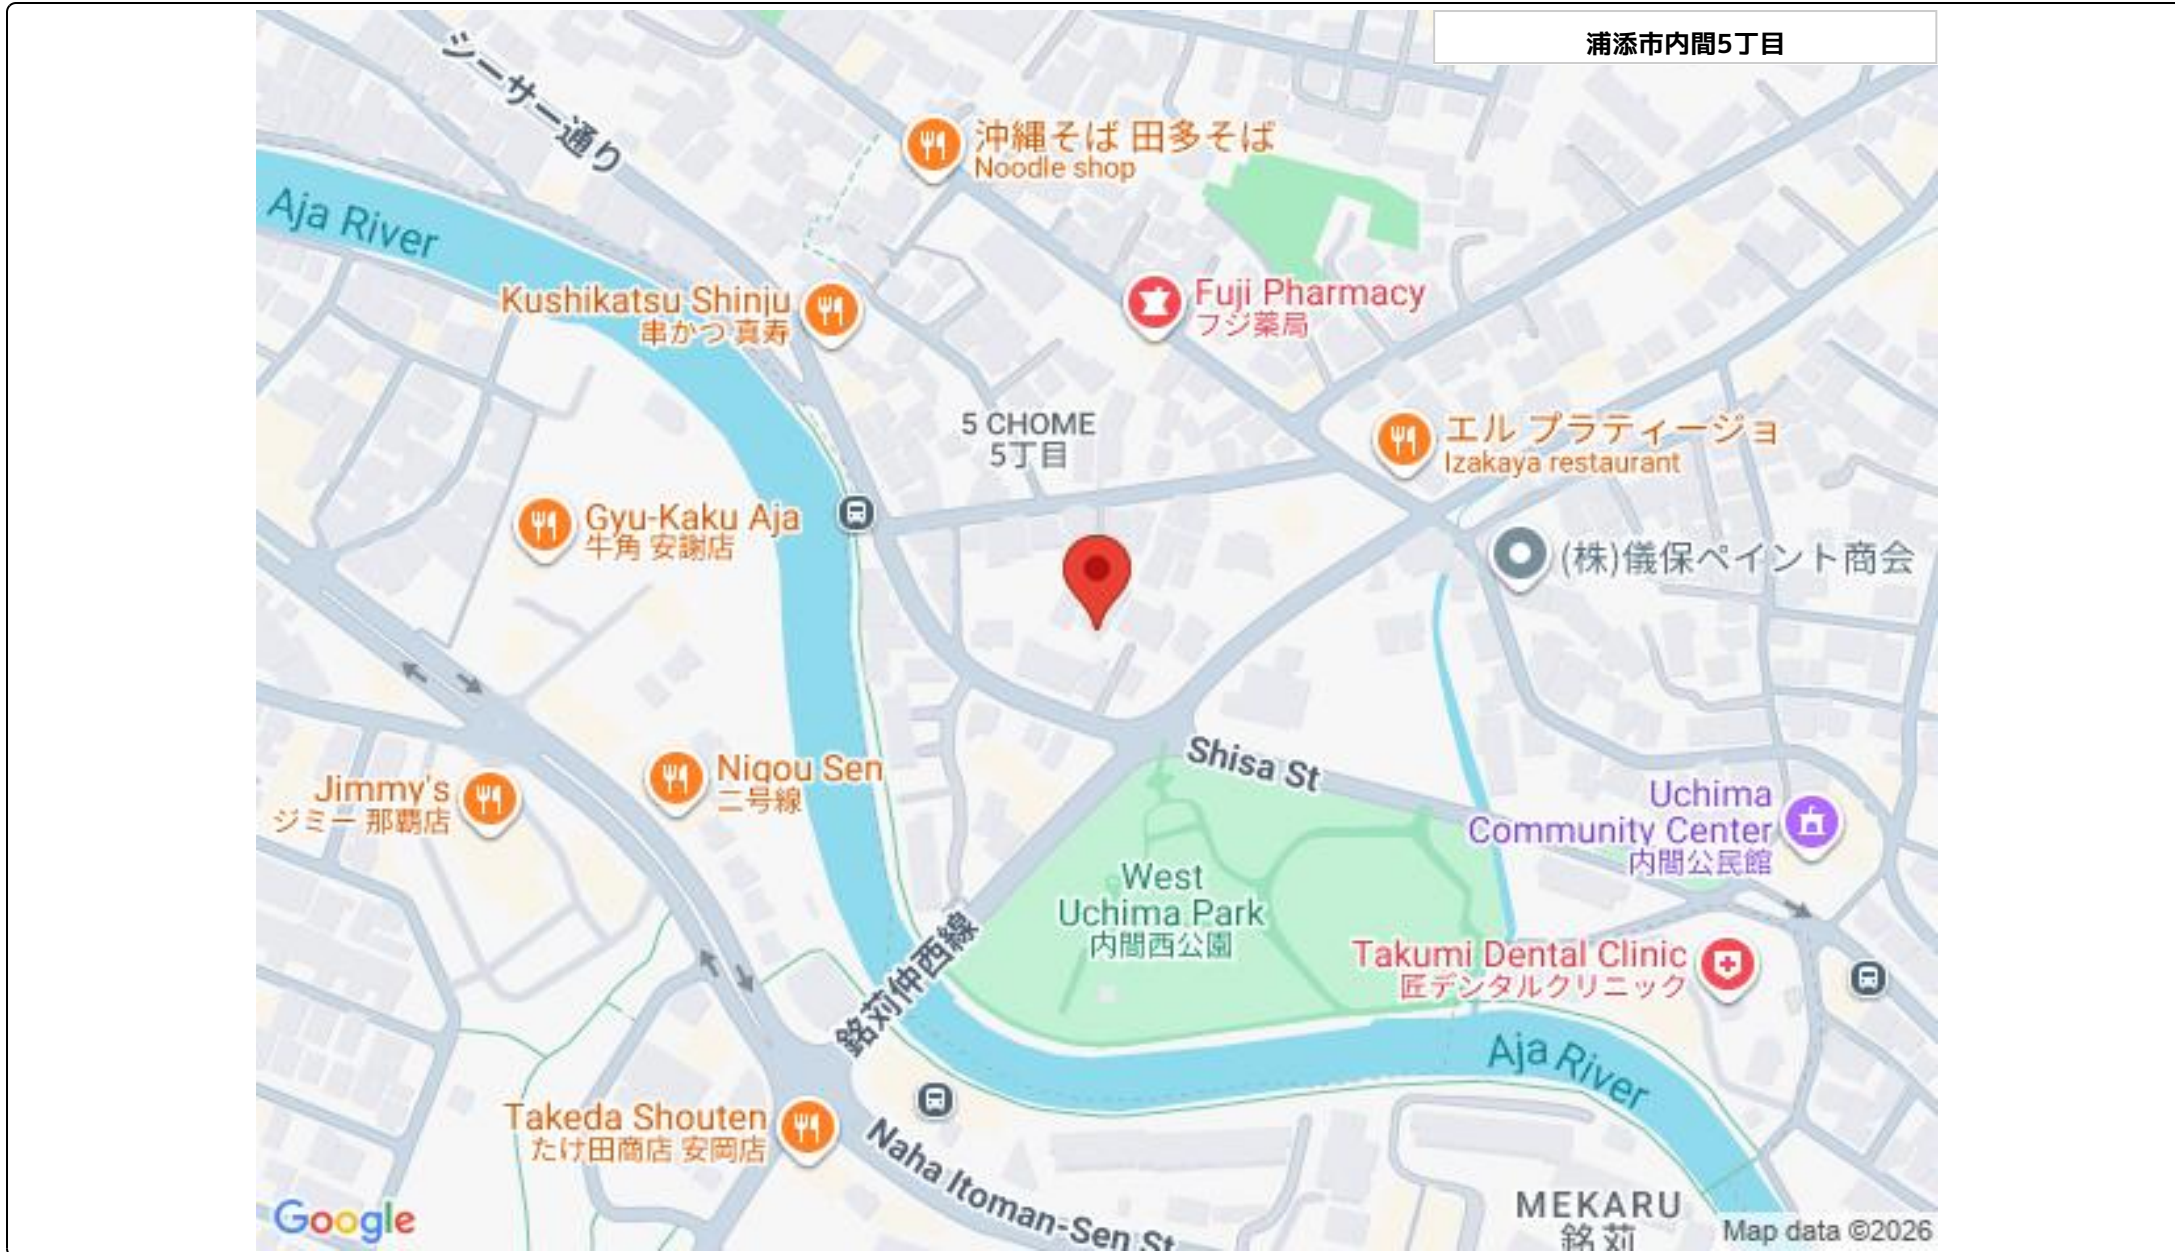 浦添市内間5丁目
シーサー通り
沖縄そば 田多そば
Noodle shop
Aja River
Kushikatsu Shinju
串かつ 真寿
Fuji Pharmacy
フジ薬局
5 CHOME
5丁目
エル プラティージョ
Izakaya restaurant
Gyu-Kaku Aja
牛角 安謝店
(株)儀保ペイント商会
Shisa St
Nigou Sen
二号線
Jimmy's
ジミー 那覇店
Uchima
Community Center
内間公民館
West
Uchima Park
内間西公園
Takumi Dental Clinic
匠デンタルクリニック
銘苅仲西線
Aja River
Takeda Shouten
たけ田商店 安岡店
Naha Itoman-Sen St
MEKARU
銘苅
Google
Map data ©2026